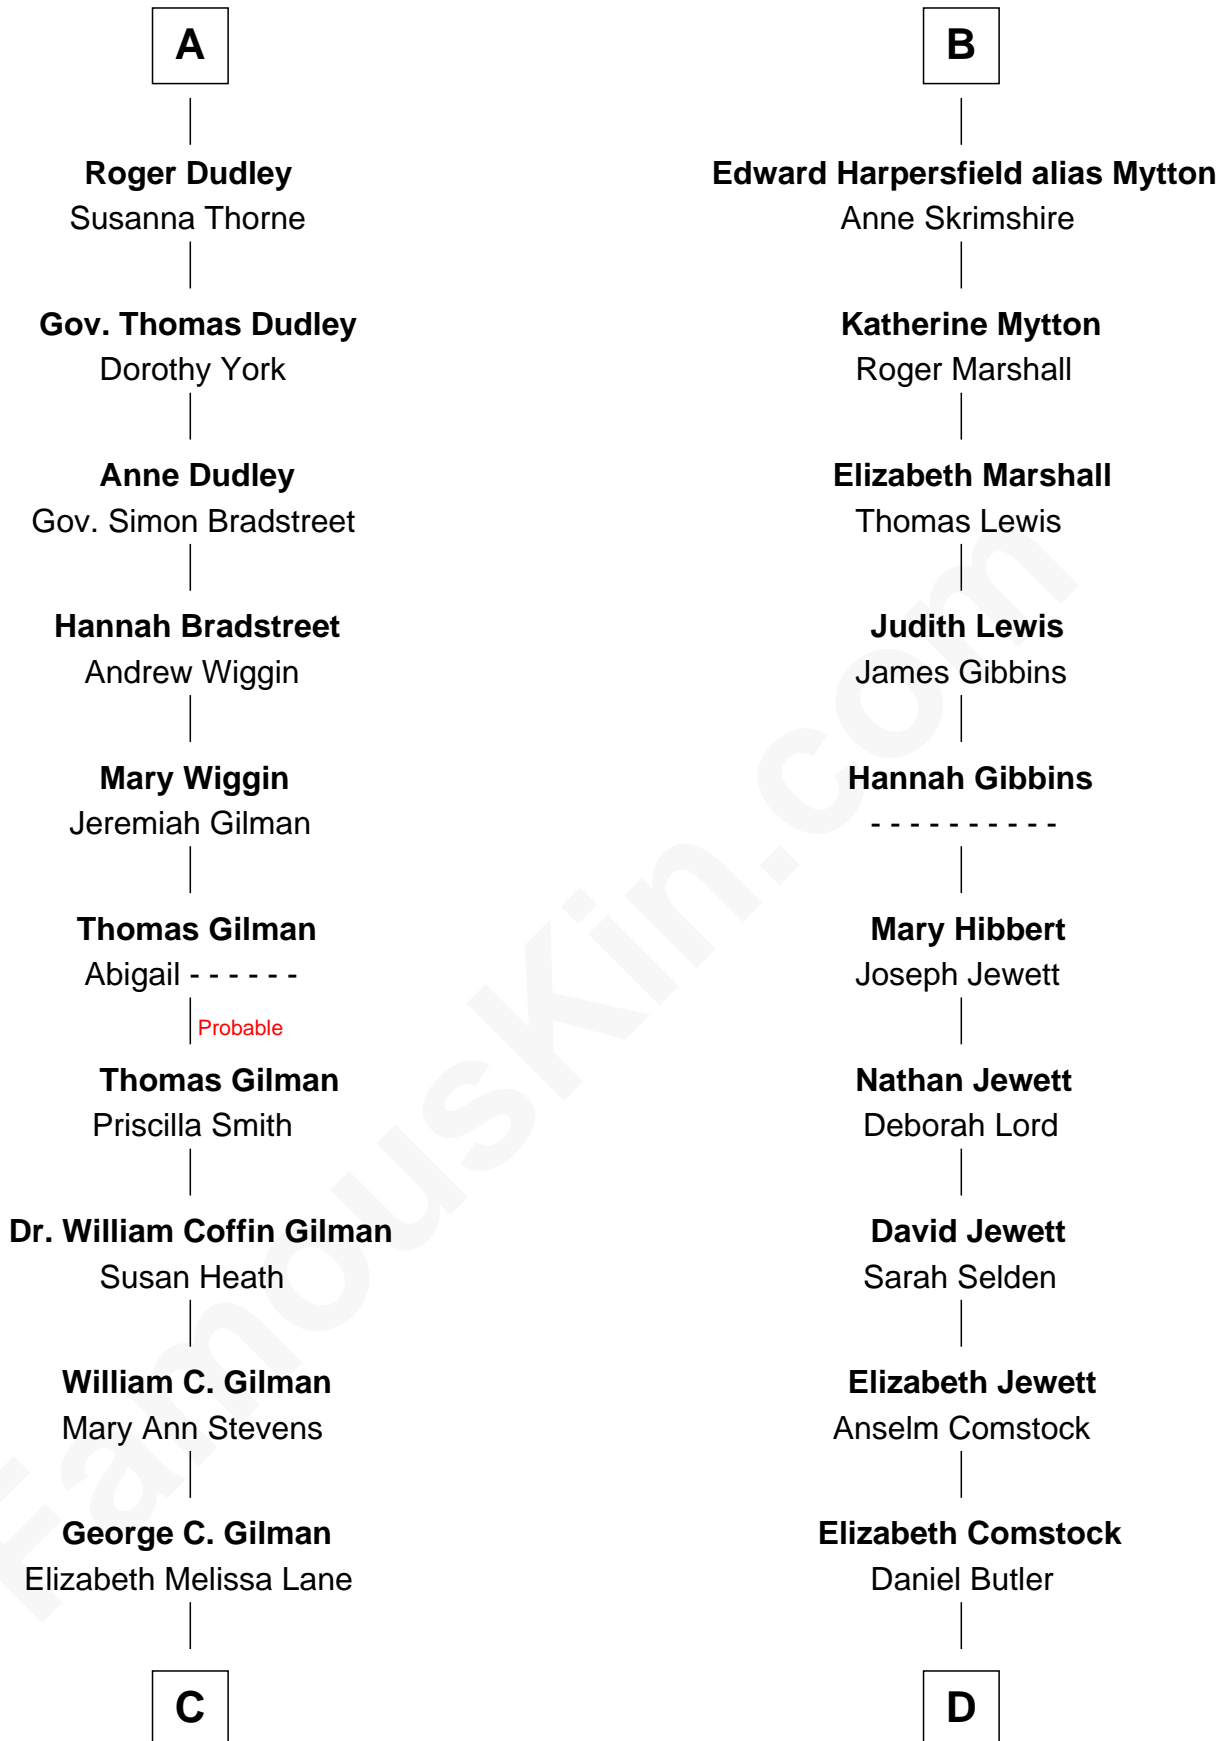 A
Roger Dudley
Susanna Thorne
Gov. Thomas Dudley
Dorothy York
Anne Dudley
Gov. Simon Bradstreet
Hannah Bradstreet
Andrew Wiggin
Mary Wiggin
Jeremiah Gilman
Thomas Gilman
Abigail - - - - - -
Probable
Thomas Gilman
Priscilla Smith
Dr. William Coffin Gilman
Susan Heath
William C. Gilman
Mary Ann Stevens
George C. Gilman
Elizabeth Melissa Lane
C
B
Edward Harpersfield alias Mytton
Anne Skrimshire
Katherine Mytton
Roger Marshall
Elizabeth Marshall
Thomas Lewis
Judith Lewis
James Gibbins
Hannah Gibbins
- - - - - - - - - -
Mary Hibbert
Joseph Jewett
Nathan Jewett
Deborah Lord
David Jewett
Sarah Selden
Elizabeth Jewett
Anselm Comstock
Elizabeth Comstock
Daniel Butler
D
FamousKin.com